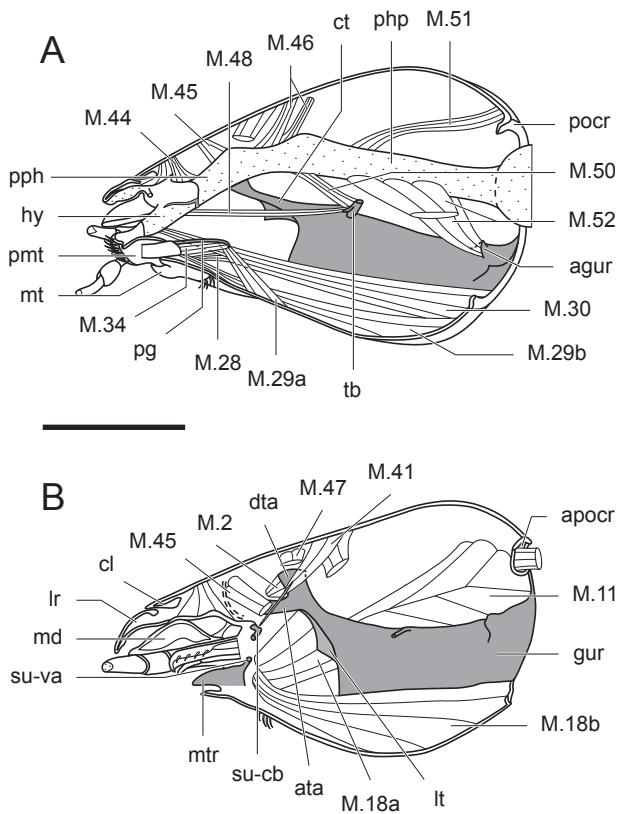 A
ct
php
M.51
M.46
M.48
M.45
M.44
pocr
pph
M.50
hy
M.52
pmt
agur
mt
M.34
M.30
pg
M.28
M.29b
M.29a
tb
B
M.41
M.47
dta
M.2
apocr
M.45
cl
lr
M.11
md
gur
su-va
M.18b
mtr
su-cb
ata
lt
M.18a